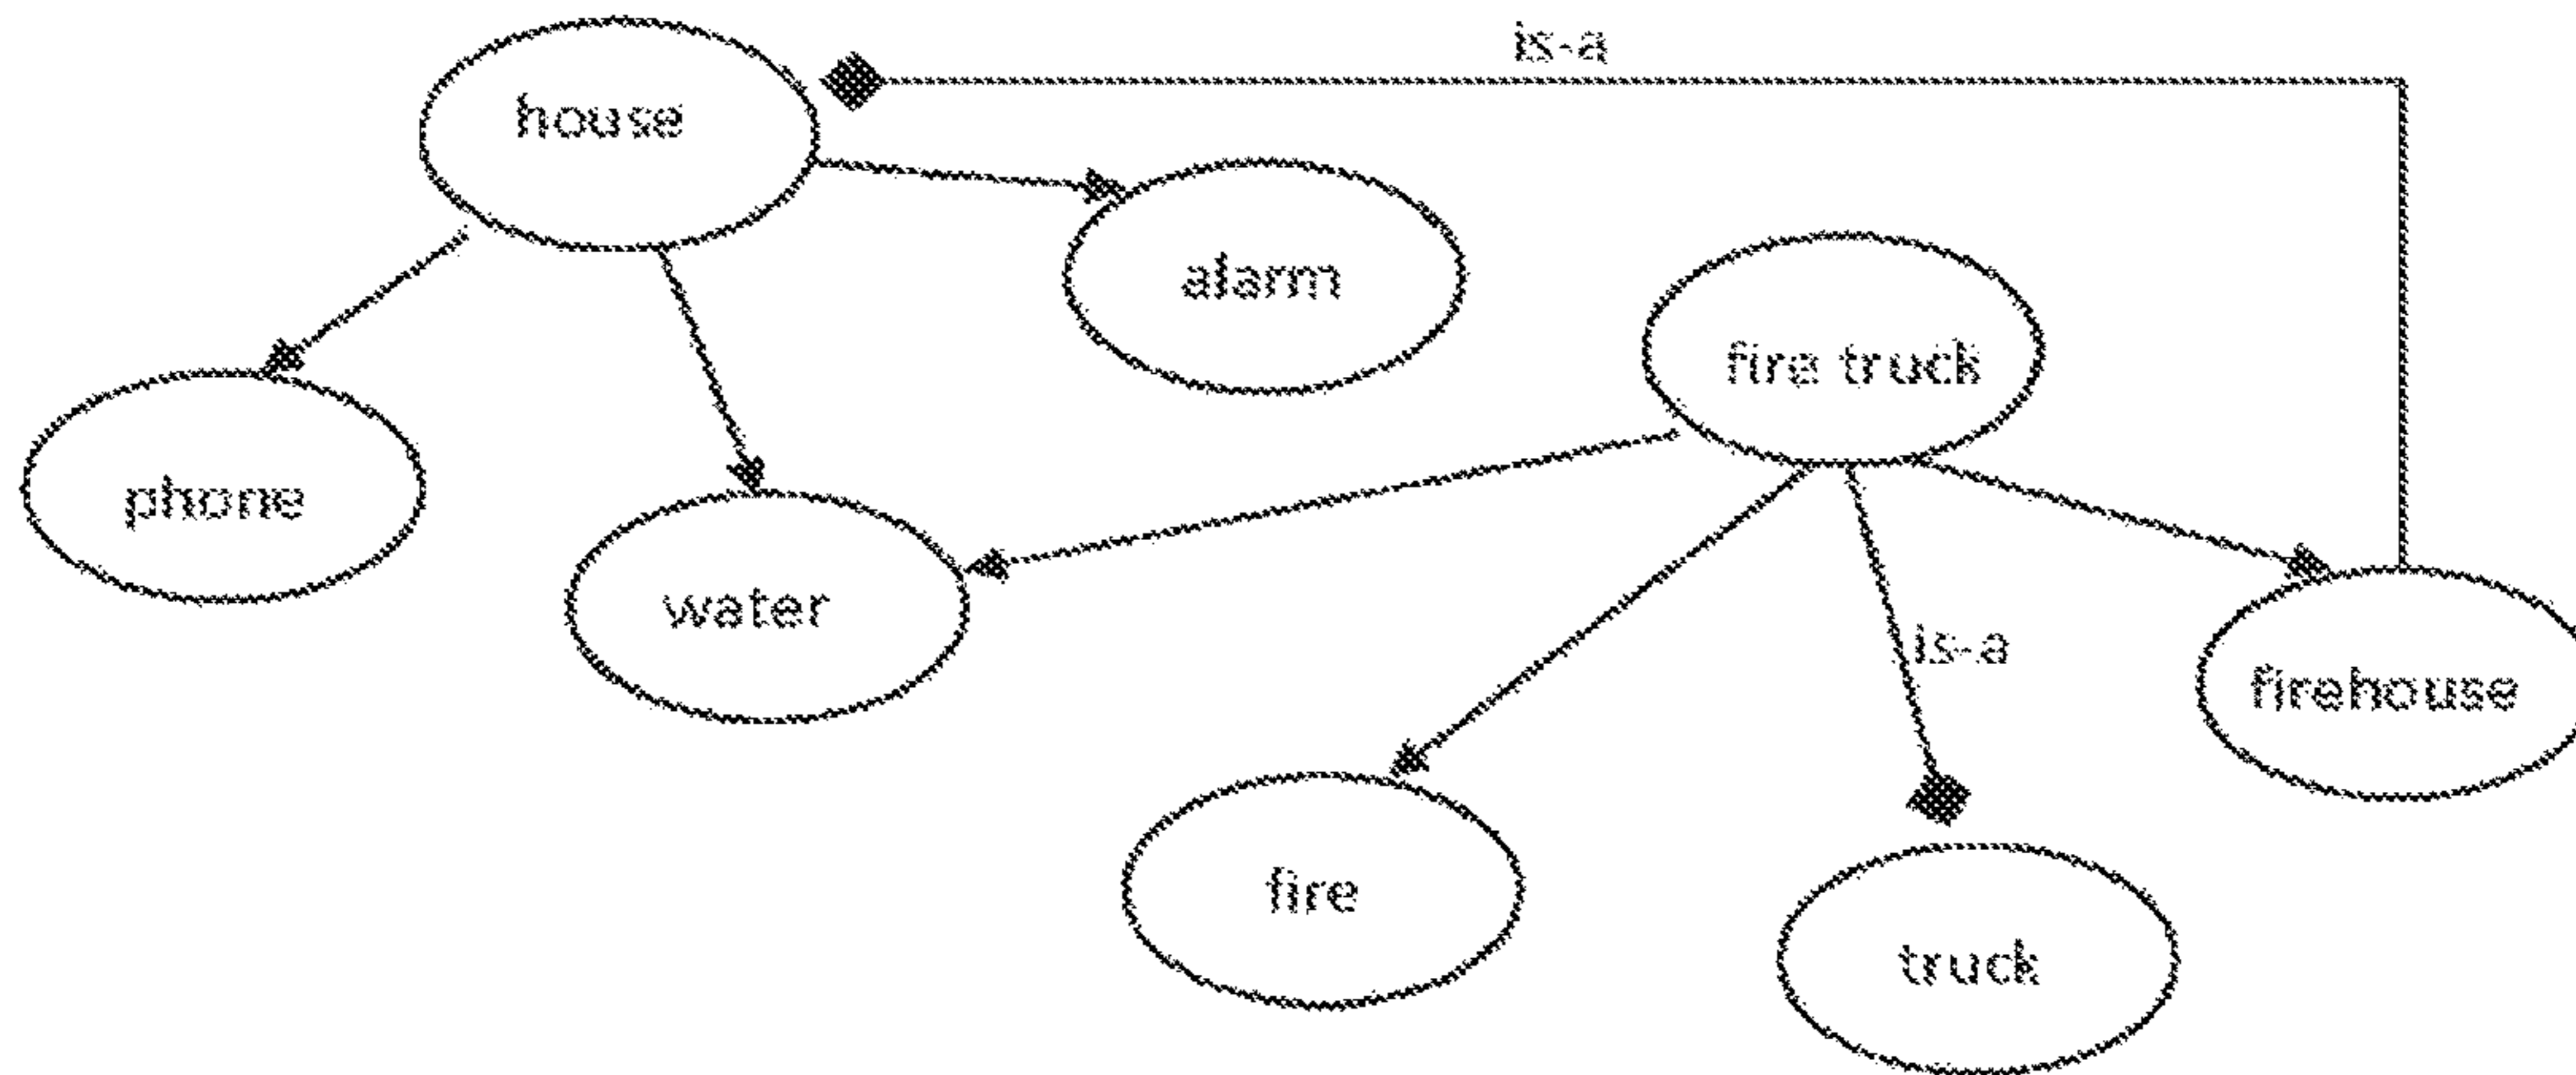 is-a
house
alarm
fire truck
phone
water
is-a
firehouse
fire
truck